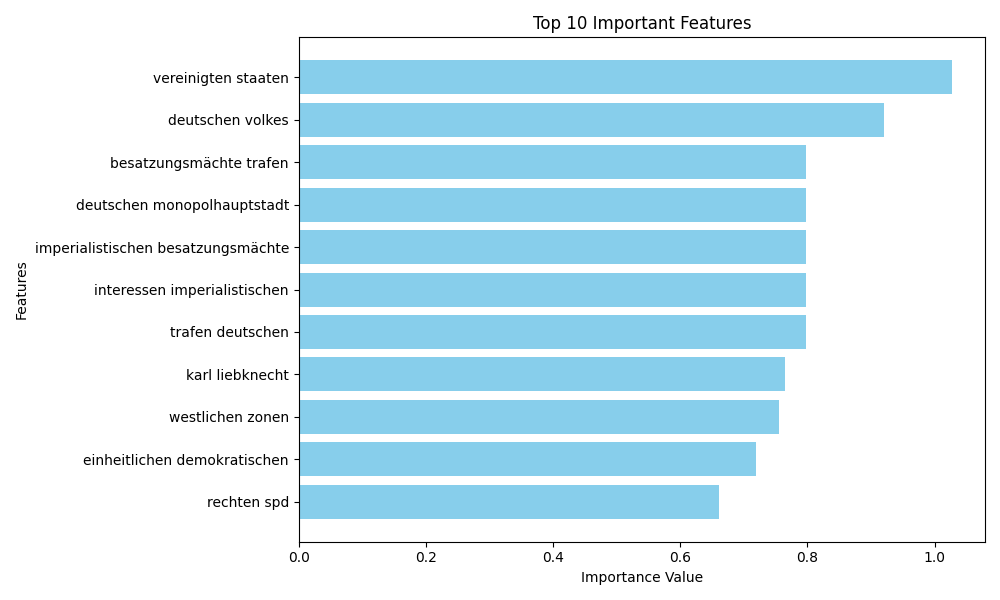 Top 10 Important Features
vereinigten staaten
deutschen volkes
besatzungsmächte trafen
deutschen monopolhauptstadt
imperialistischen besatzungsmächte
interessen imperialistischen
trafen deutschen
karl liebknecht
westlichen zonen
einheitlichen demokratischen
rechten spd
Features
0.0 0.2 0.4 0.6 0.8 1.0
Importance Value